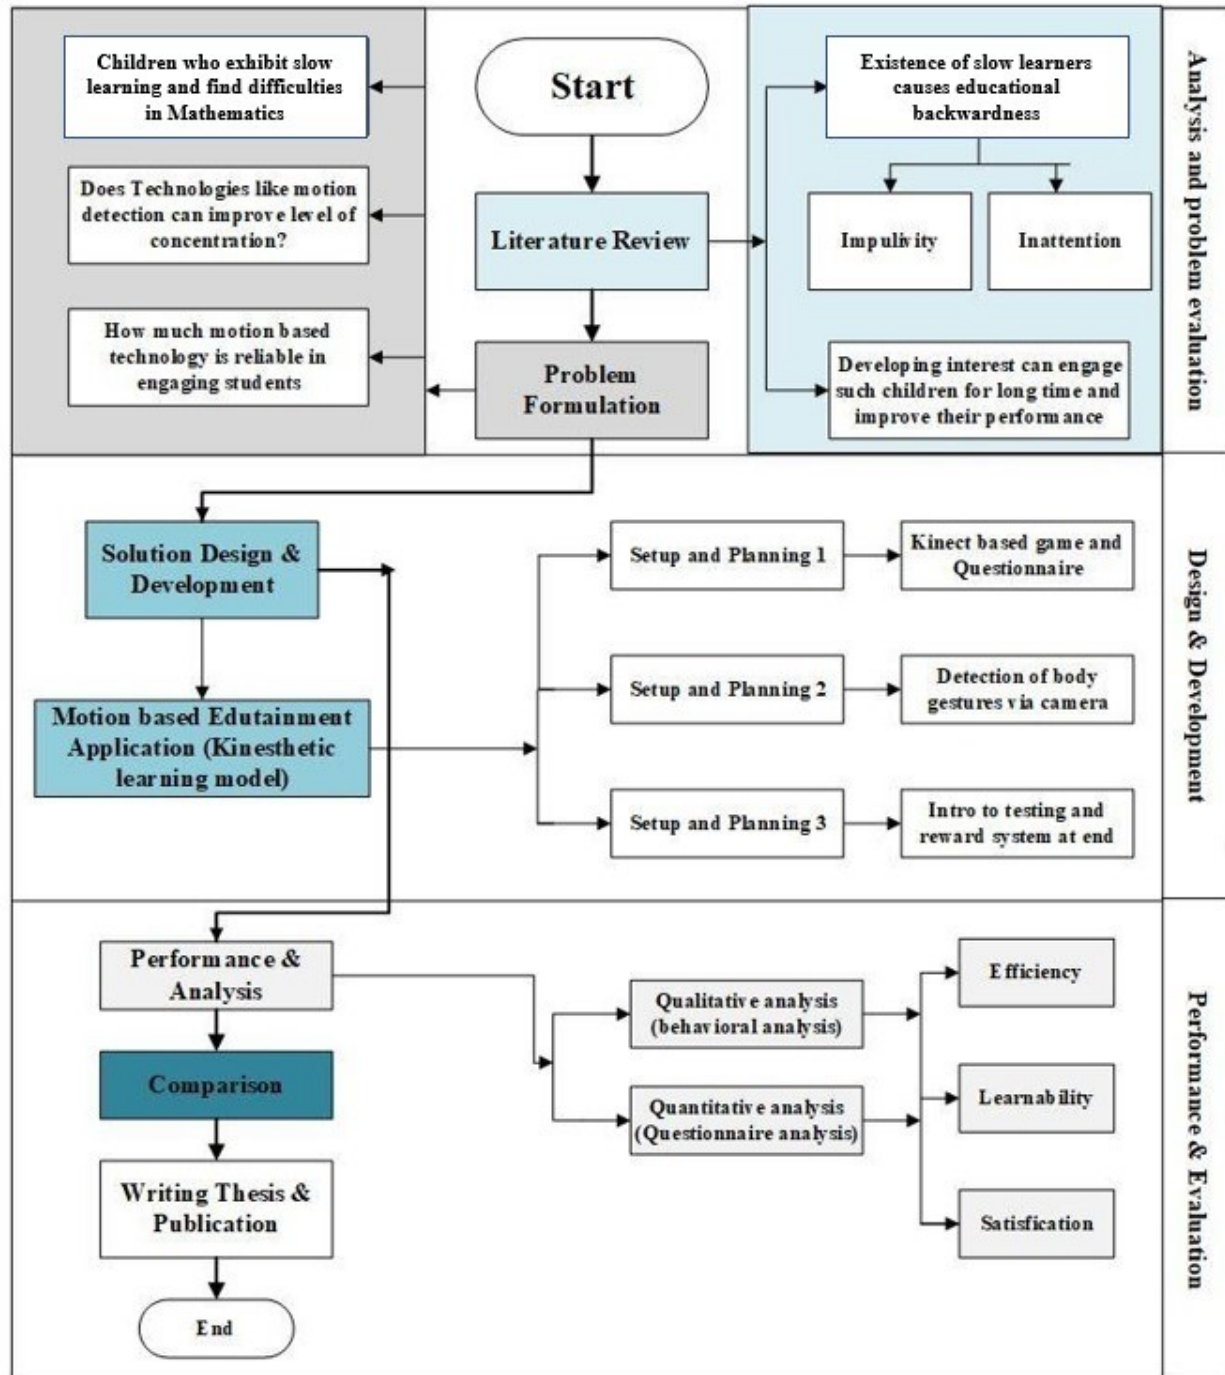 Start
Literature Review
Problem
Formulation
Children who exhibit slow
learning and find difficulties
in Mathematics
Does Technologies like motion
detection can improve level of
concentration?
How much motion based
technology is reliable in
engaging students
Existence of slow learners
causes educational
backwardness
Impulivity
Inattention
Developing interest can engage
such children for long time and
improve their performance
Analysis and problem evaluation
Solution Design &
Development
Motion based Edutainment
Application (Kinesthetic
learning model)
Setup and Planning 1
Kinect based game and
Questionnaire
Setup and Planning 2
Detection of body
gestures via camera
Setup and Planning 3
Intro to testing and
reward system at end
Design & Development
Performance &
Analysis
Comparison
Writing Thesis &
Publication
End
Qualitative analysis
(behavioral analysis)
Quantitative analysis
(Questionnaire analysis)
Efficiency
Learnability
Satisfication
Performance & Evaluation